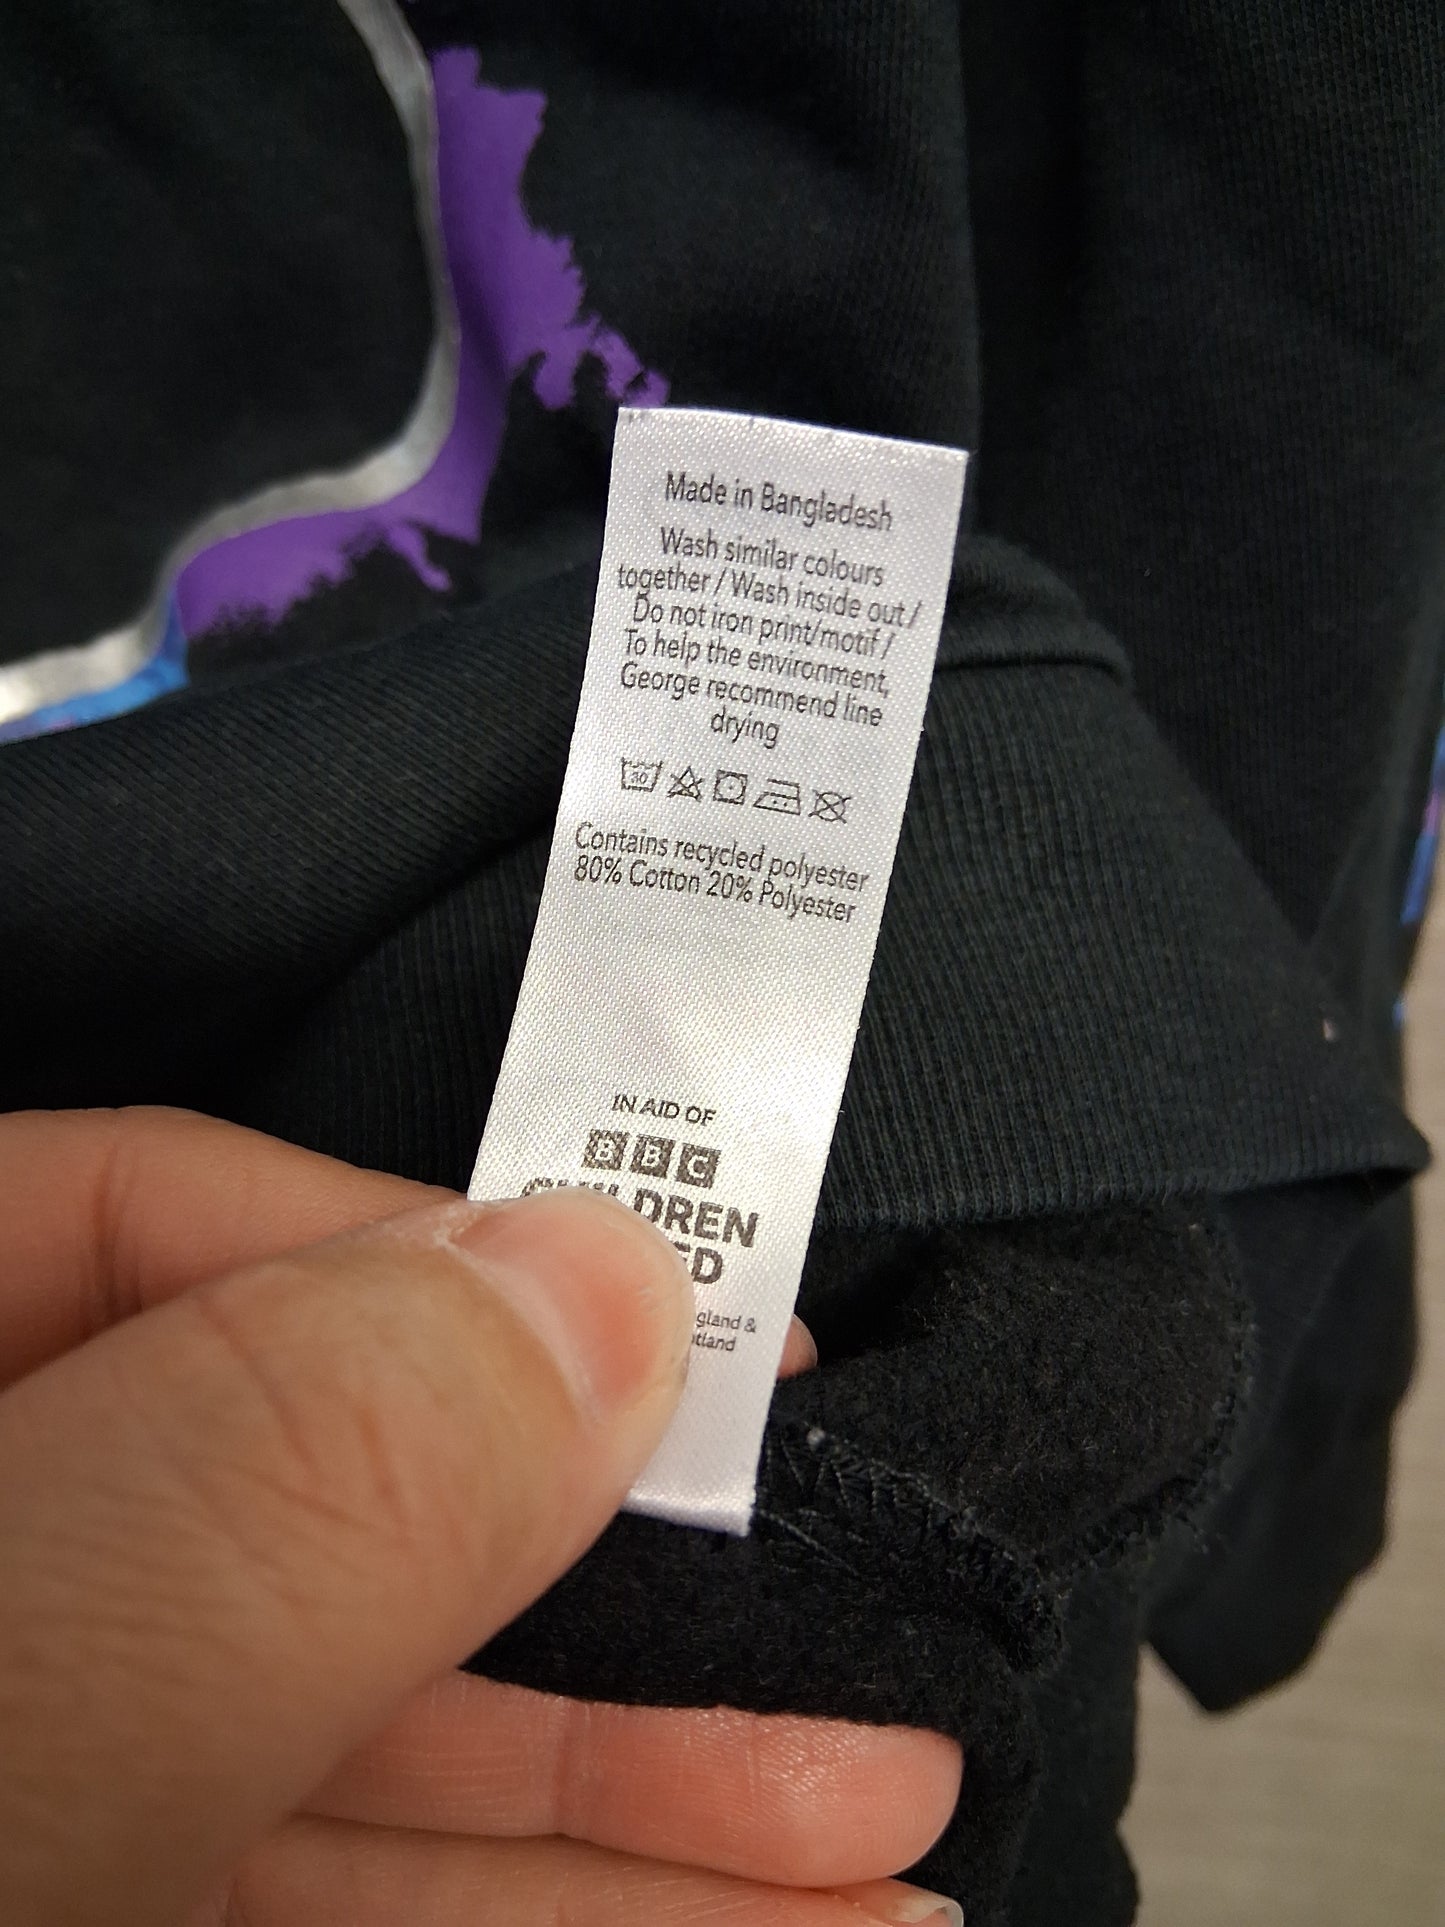 Made in Bangladesh
Wash similar colours
together / Wash inside out /
Do not iron print/motif /
To help the environment,
George recommend line
drying
30
Contains recycled polyester
80% Cotton 20% Polyester
IN AID OF
BBC